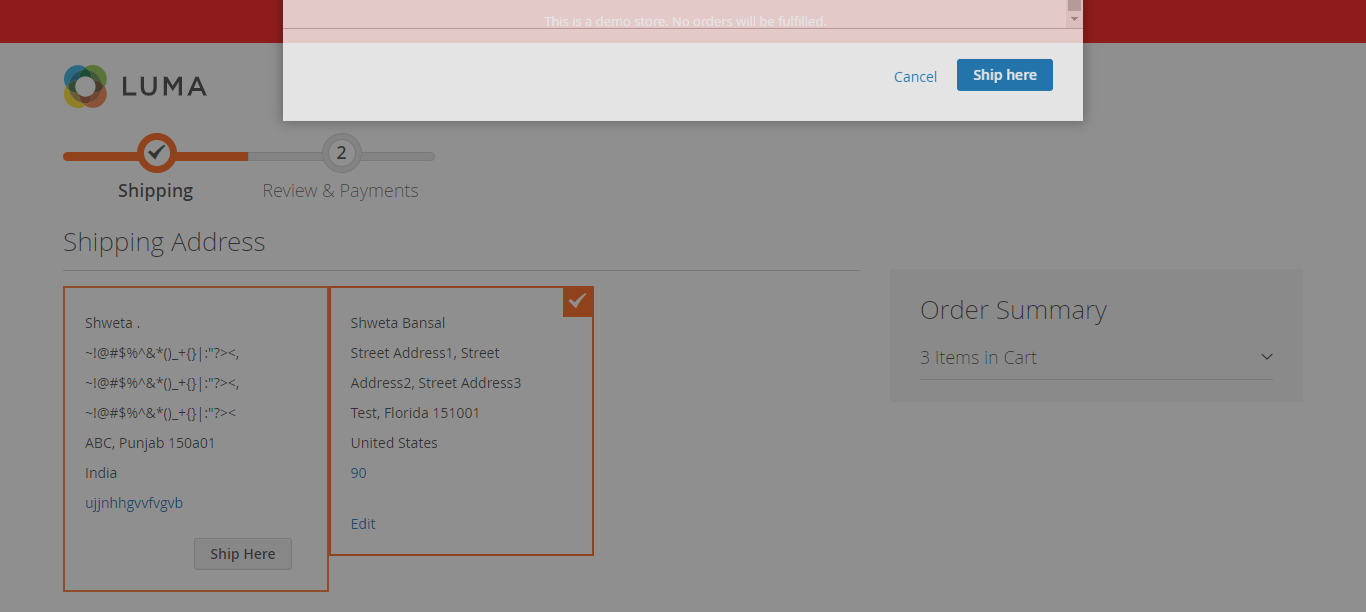 This is a demo store. No orders will be fulfilled.
Cancel
Ship here
LUMA
2
Shipping
Review & Payments
Shipping Address
Shweta .
~!@#$%^&*()_+{}|:"?><,
~!@#$%^&*()_+{}|:"?><,
~!@#$%^&*()_+{}|:"?><
ABC, Punjab 150a01
India
ujjnhhgvvfvgvb
Ship Here
Shweta Bansal
Street Address1, Street
Address2, Street Address3
Test, Florida 151001
United States
90
Edit
Order Summary
3 Items in Cart